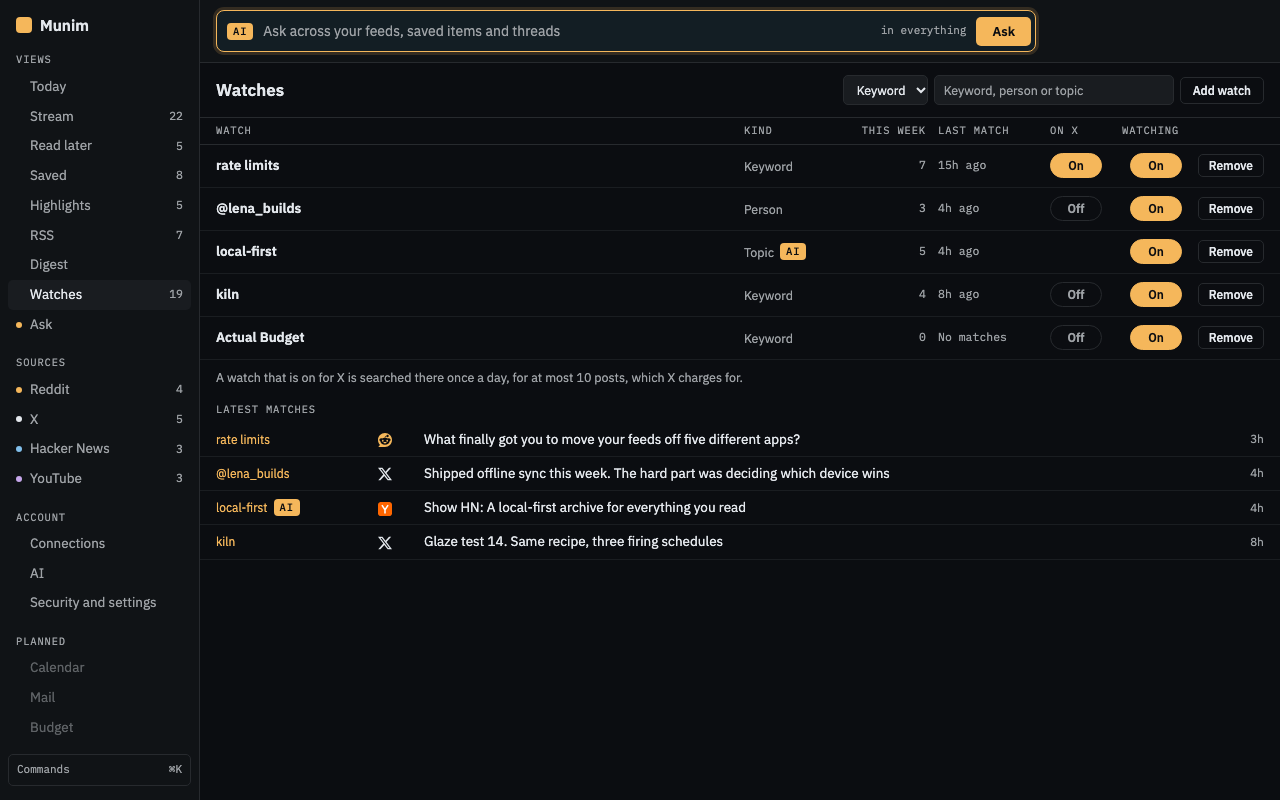 Munim
VIEWS
Today
Stream 22
Read later 5
Saved 8
Highlights 5
RSS 7
Digest
Watches 19
Ask
SOURCES
Reddit 4
X 5
Hacker News 3
YouTube 3
ACCOUNT
Connections
AI
Security and settings
PLANNED
Calendar
Mail
Budget
Commands ⌘K
AI Ask across your feeds, saved items and threads in everything Ask
Watches Keyword Keyword, person or topic Add watch
WATCH KIND THIS WEEK LAST MATCH ON X WATCHING
rate limits Keyword 7 15h ago On On Remove
@lena_builds Person 3 4h ago Off On Remove
local-first Topic AI 5 4h ago On Remove
kiln Keyword 4 8h ago Off On Remove
Actual Budget Keyword 0 No matches Off On Remove
A watch that is on for X is searched there once a day, for at most 10 posts, which X charges for.
LATEST MATCHES
rate limits What finally got you to move your feeds off five different apps? 3h
@lena_builds X Shipped offline sync this week. The hard part was deciding which device wins 4h
local-first AI Y Show HN: A local-first archive for everything you read 4h
kiln X Glaze test 14. Same recipe, three firing schedules 8h